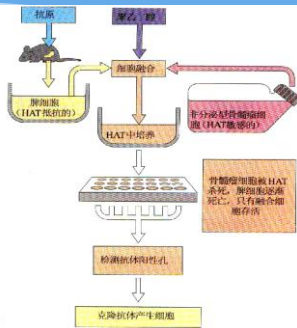 抗原
聚乙二醇
细胞融合
脾细胞
(HAT抵抗的)
非分泌型骨髓瘤细
胞(HAT敏感的)
HAT中培养
骨髓瘤细胞被HAT
杀死，脾细胞逐渐
死亡，只有融合细
胞存活
检测抗体阳性孔
克隆抗体产生细胞